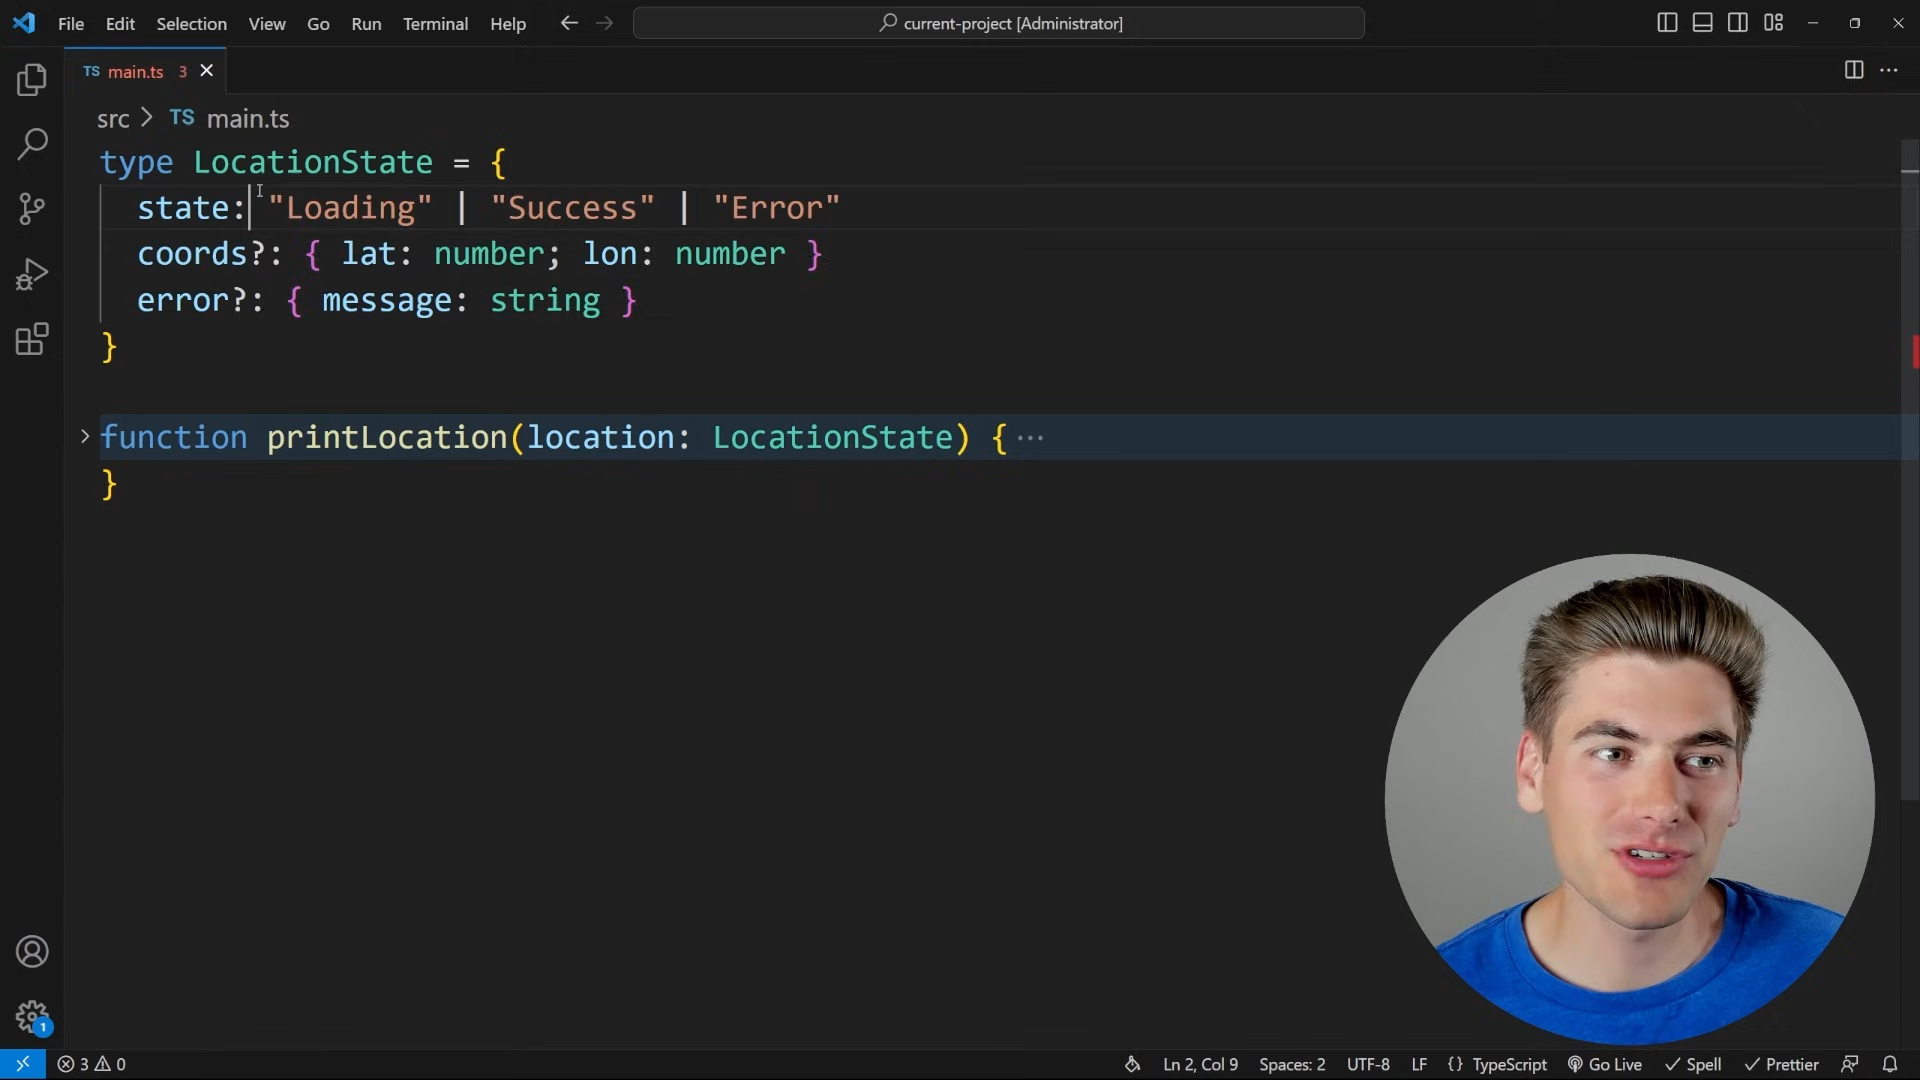 File Edit Selection View Go Run Terminal Help current-project [Administrator]
TS main.ts 3
src > TS main.ts
type LocationState = {
state: "Loading" | "Success" | "Error"
coords?: { lat: number; lon: number }
error?: { message: string }
}
function printLocation(location: LocationState) { ···
}
1
3 0 Ln 2, Col 9 Spaces: 2 UTF-8 LF {} TypeScript Go Live Spell Prettier